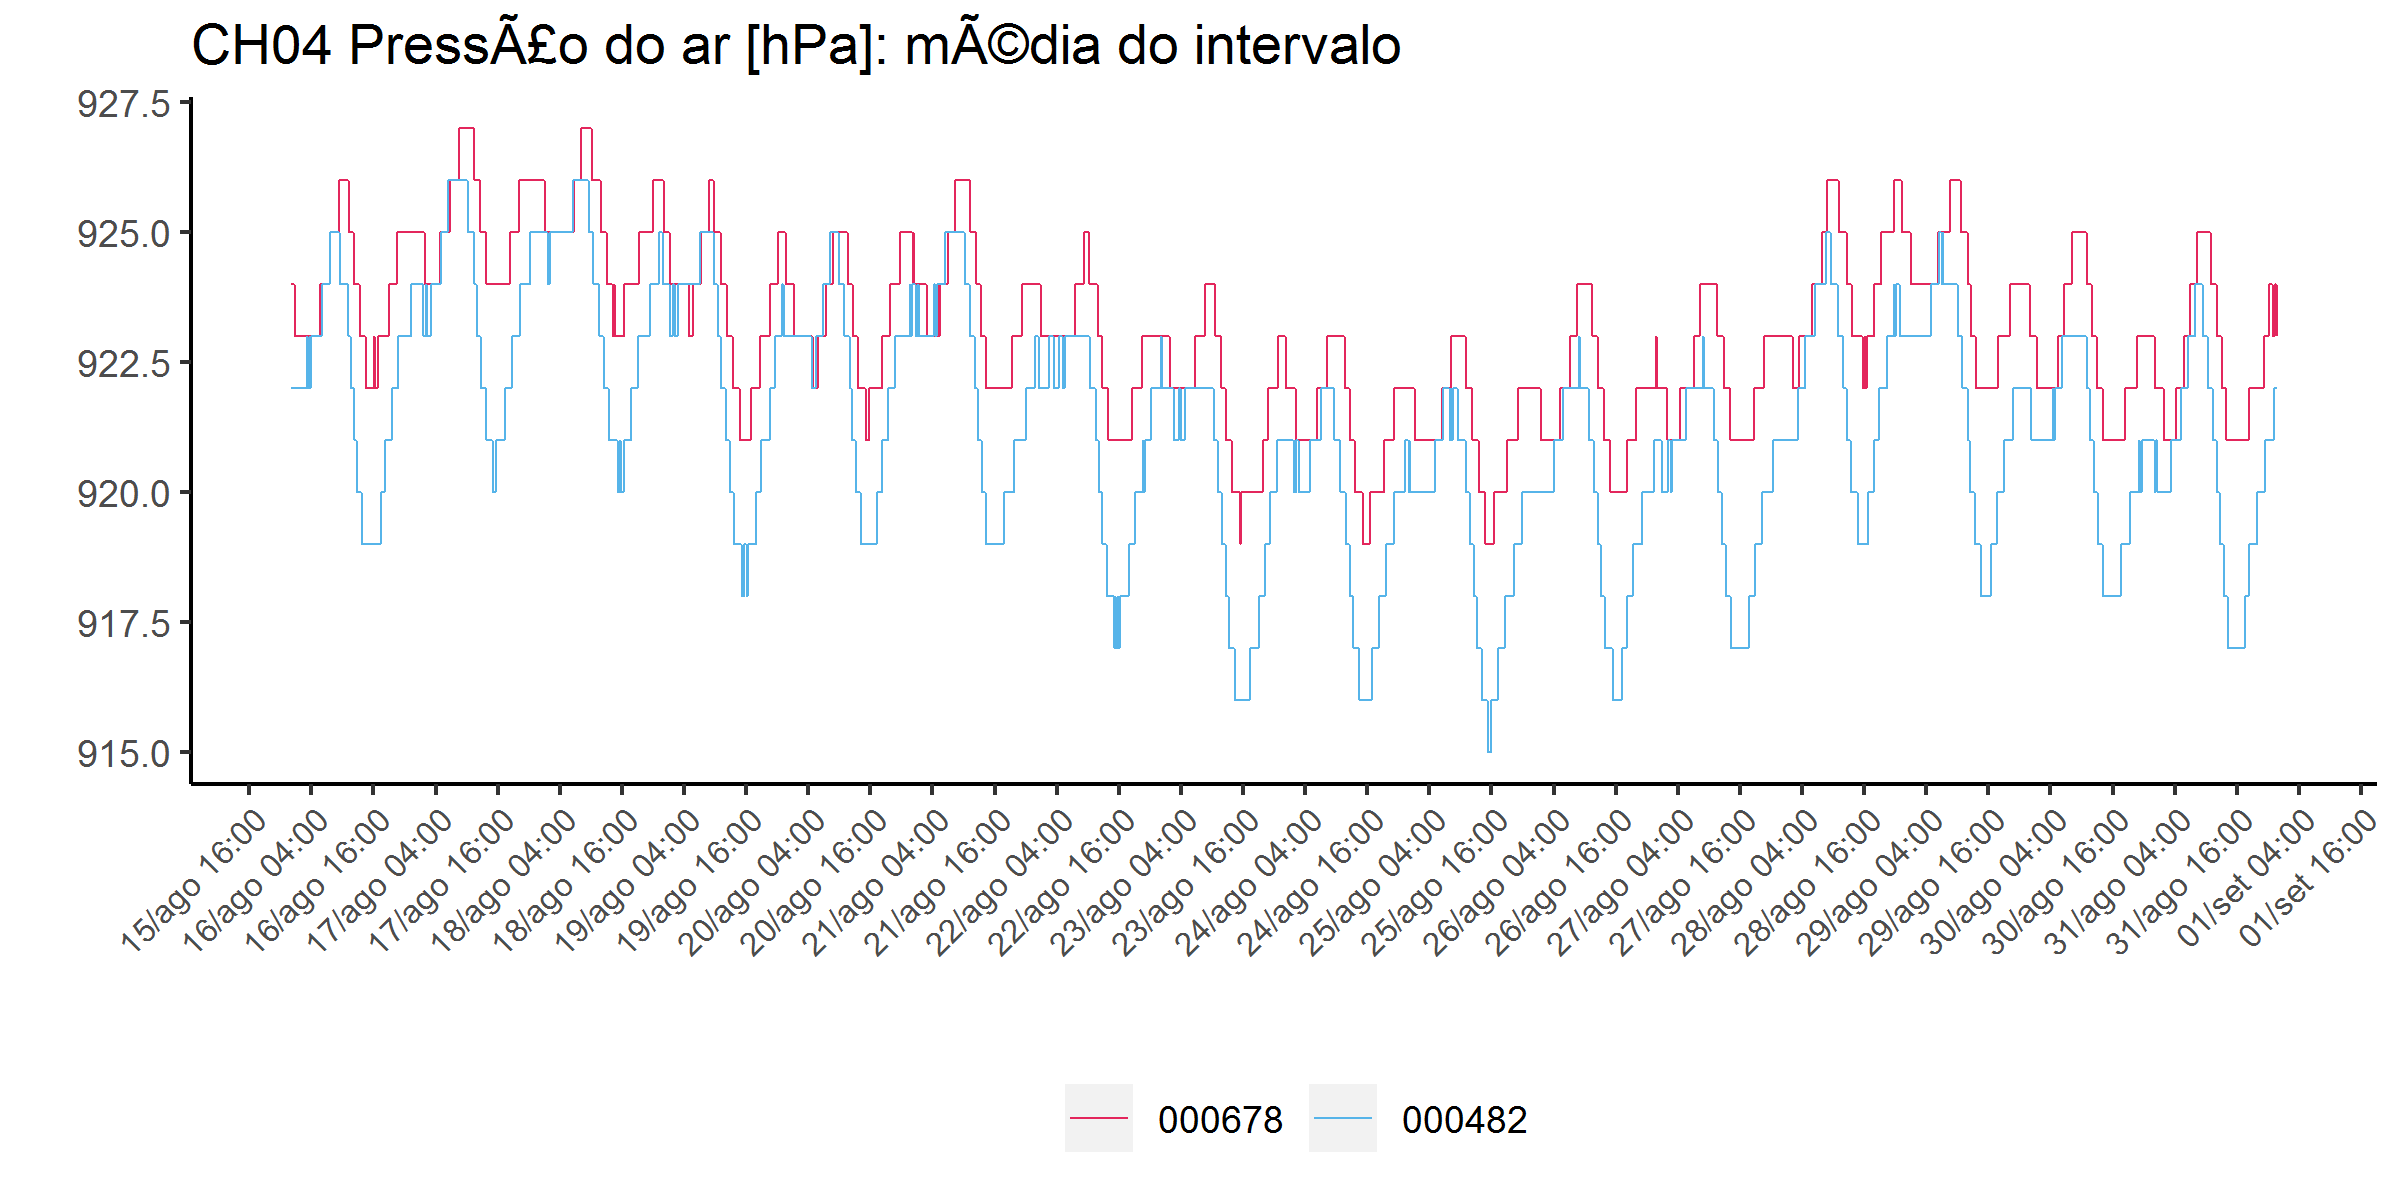 CH04 PressÃ£o do ar [hPa]: mÃ©dia do intervalo
927.5
925.0
922.5
920.0
917.5
915.0
15/ago 16:00
16/ago 04:00
16/ago 16:00
17/ago 04:00
17/ago 16:00
18/ago 04:00
18/ago 16:00
19/ago 04:00
19/ago 16:00
20/ago 04:00
20/ago 16:00
21/ago 04:00
21/ago 16:00
22/ago 04:00
22/ago 16:00
23/ago 04:00
23/ago 16:00
24/ago 04:00
24/ago 16:00
25/ago 04:00
25/ago 16:00
26/ago 04:00
26/ago 16:00
27/ago 04:00
27/ago 16:00
28/ago 04:00
28/ago 16:00
29/ago 04:00
29/ago 16:00
30/ago 04:00
30/ago 16:00
31/ago 04:00
31/ago 16:00
01/set 04:00
01/set 16:00
000678 000482